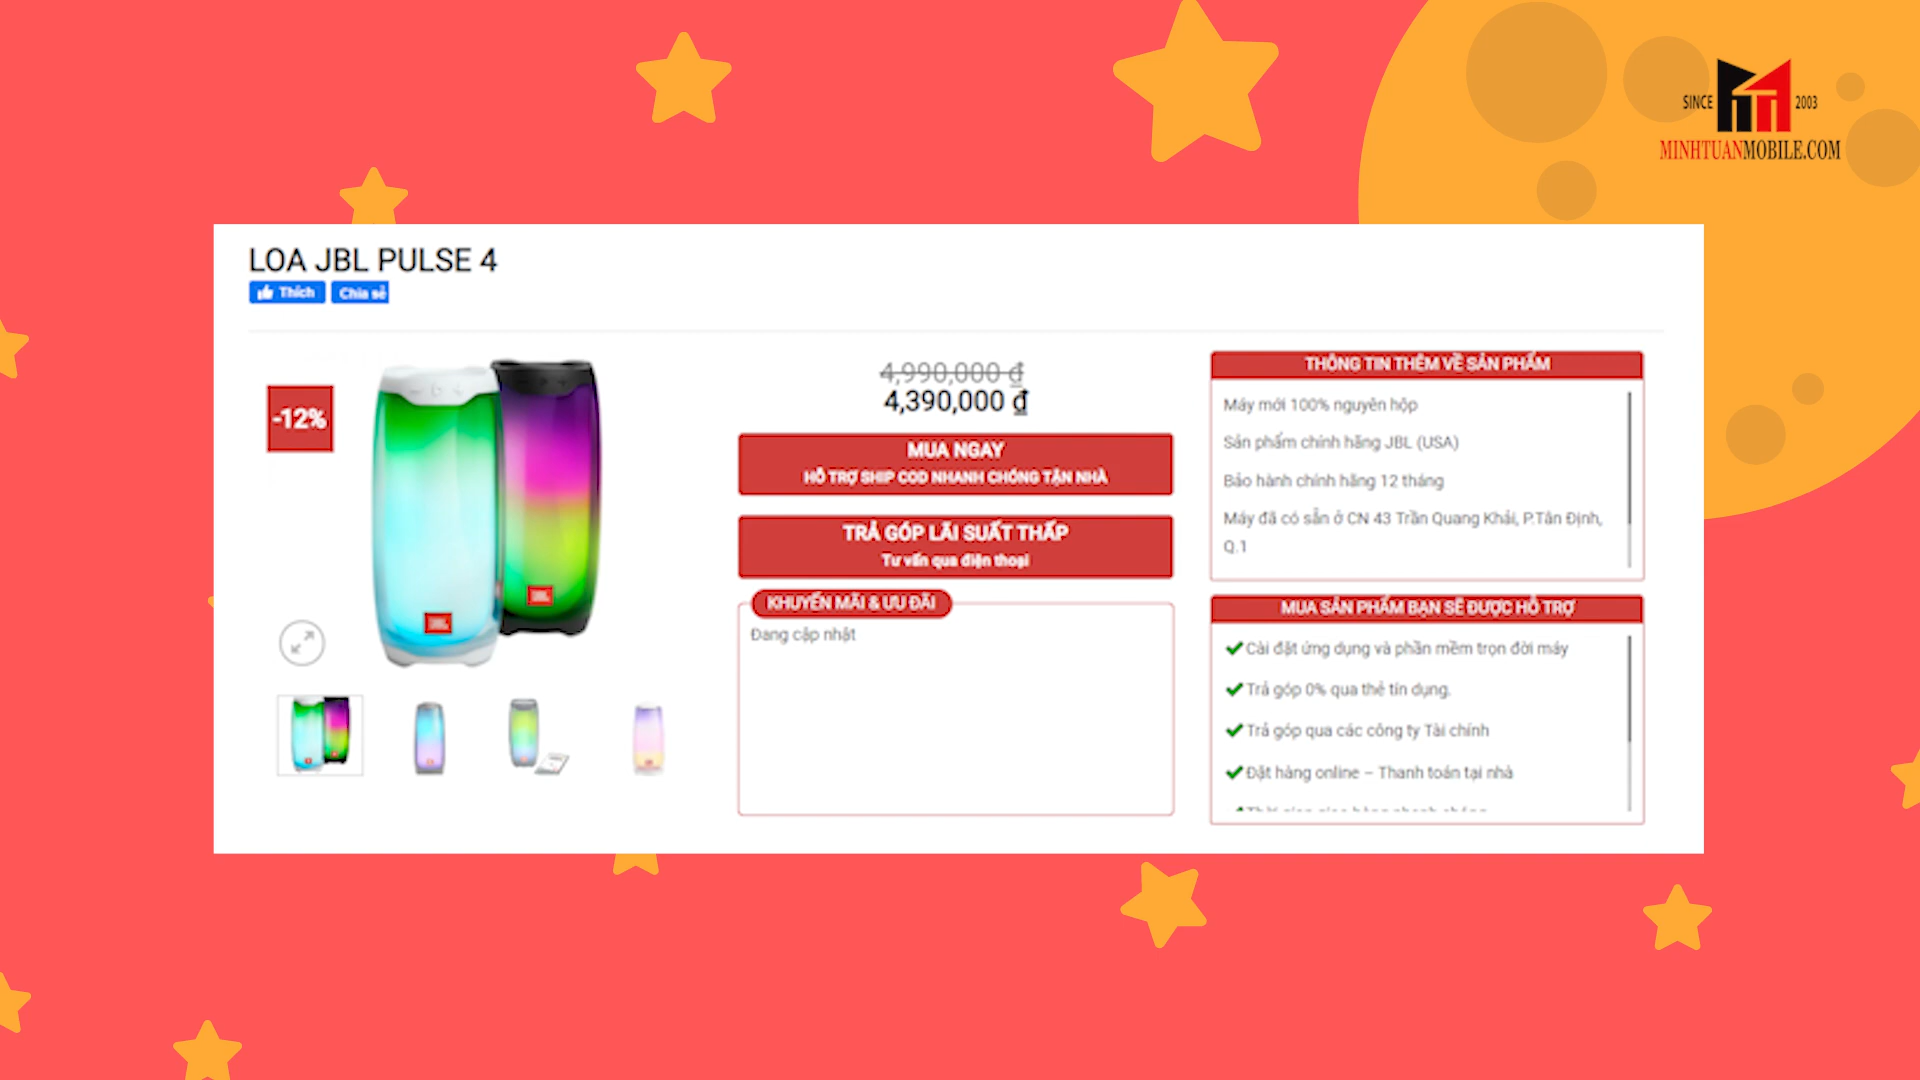 SINCE 2003
MINHTUANMOBILE.COM
LOA JBL PULSE 4
Thích Chia sẻ
-12%
4,990,000 ₫
4,390,000 ₫
MUA NGAY
HỖ TRỢ SHIP COD NHANH CHÓNG TẬN NHÀ
TRẢ GÓP LÃI SUẤT THẤP
Tư vấn qua điện thoại
KHUYẾN MÃI & ƯU ĐÃI
Đang cập nhật
THÔNG TIN THÊM VỀ SẢN PHẨM
Máy mới 100% nguyên hộp
Sản phẩm chính hãng JBL (USA)
Bảo hành chính hãng 12 tháng
Máy đã có sẵn ở CN 43 Trần Quang Khải, P.Tân Định,
Q.1
MUA SẢN PHẨM BẠN SẼ ĐƯỢC HỖ TRỢ
Cài đặt ứng dụng và phần mềm trọn đời máy
Trả góp 0% qua thẻ tín dụng.
Trả góp qua các công ty Tài chính
Đặt hàng online – Thanh toán tại nhà